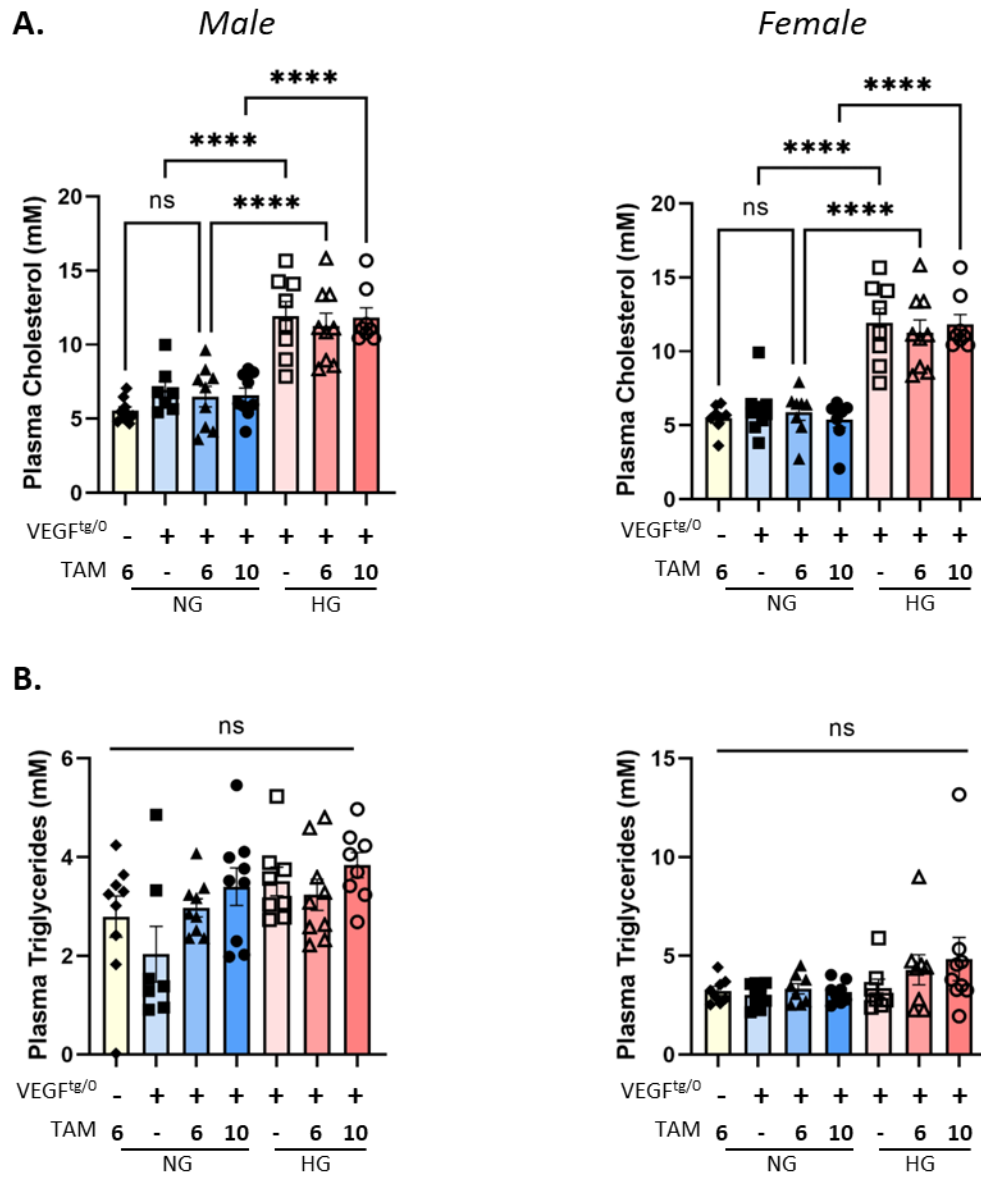 A. Male Female
****
****
****
****
ns ****
ns ****
Plasma Cholesterol (mM)
20
15
10
5
0
VEGFtg/0 - + + + + + +
TAM 6 - 6 10 - 6 10
NG HG
Plasma Cholesterol (mM)
20
15
10
5
0
VEGFtg/0 - + + + + + +
TAM 6 - 6 10 - 6 10
NG HG
B.
ns
Plasma Triglycerides (mM)
6
4
2
0
VEGFtg/0 - + + + + + +
TAM 6 - 6 10 - 6 10
NG HG
ns
Plasma Triglycerides (mM)
15
10
5
0
VEGFtg/0 - + + + + + +
TAM 6 - 6 10 - 6 10
NG HG